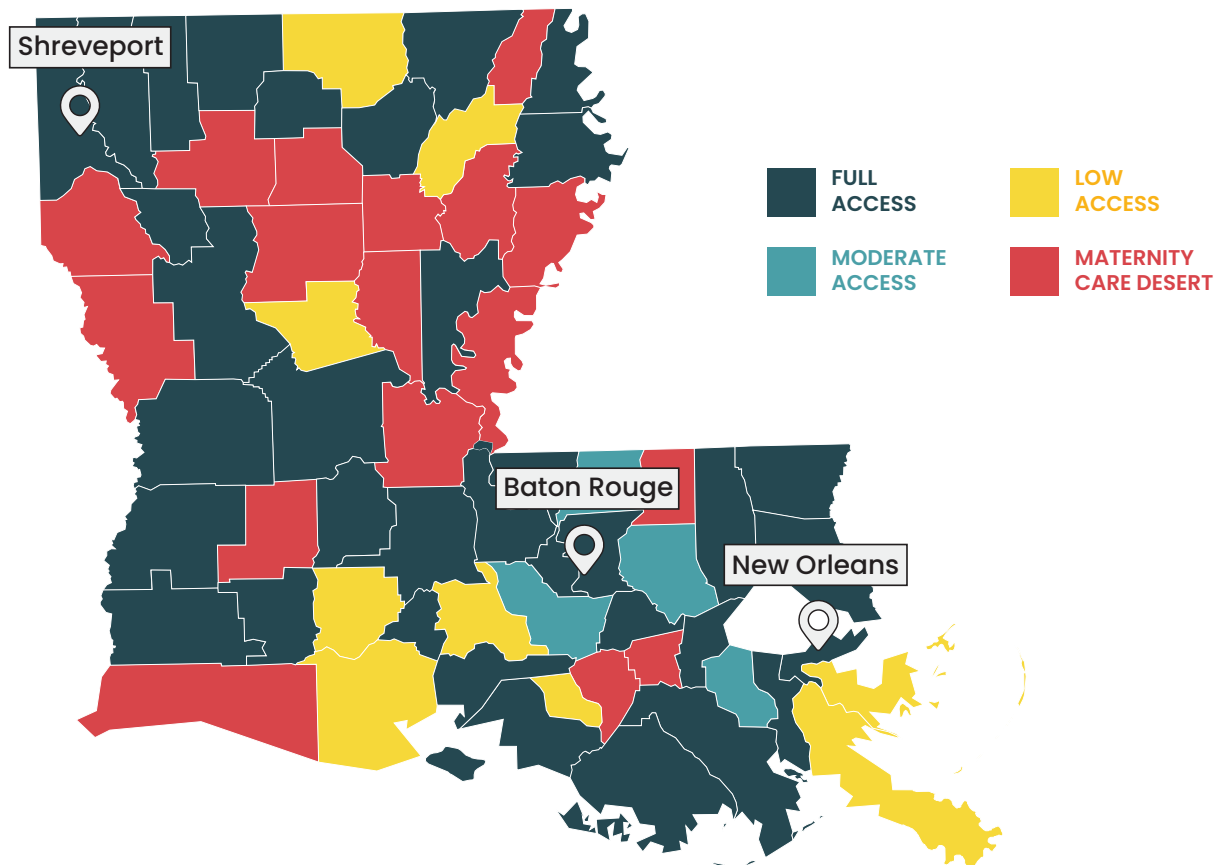 Shreveport
FULL
ACCESS
LOW
ACCESS
MODERATE
ACCESS
MATERNITY
CARE DESERT
Baton Rouge
New Orleans